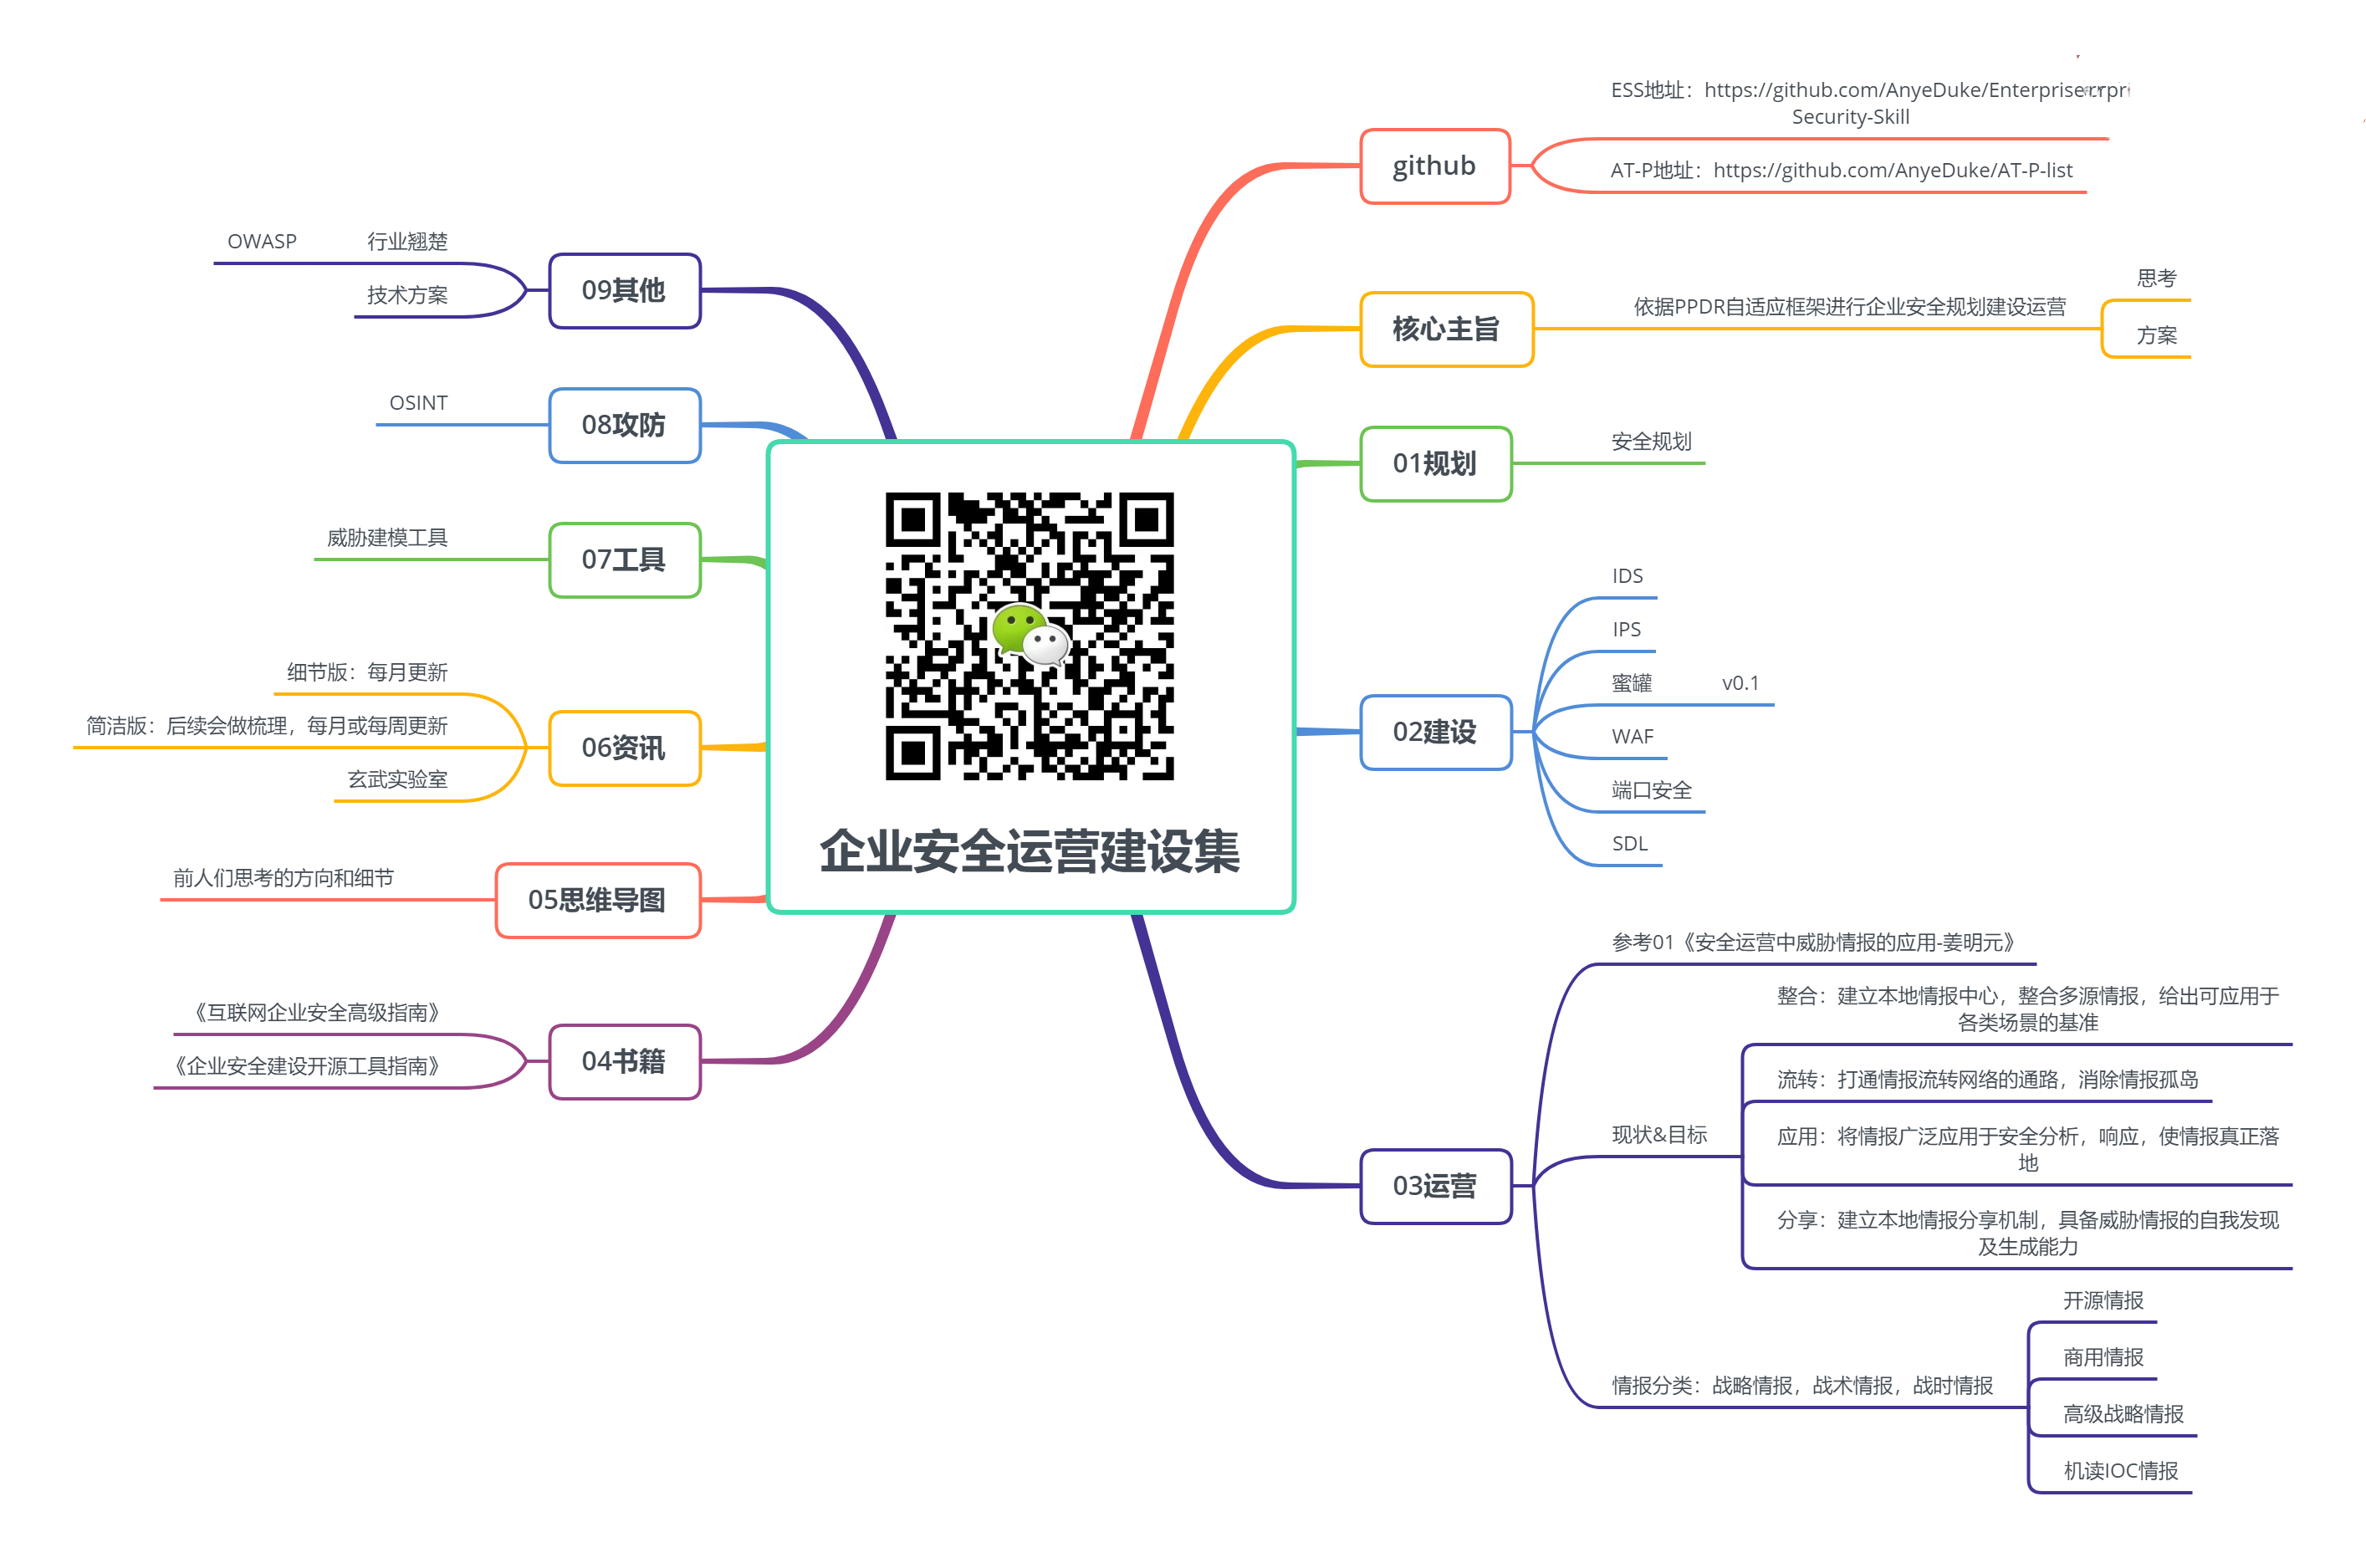 企业安全运营建设集
github
ESS地址：https://github.com/AnyeDuke/Enterprise
Security-Skill
AT-P地址：https://github.com/AnyeDuke/AT-P-list
核心主旨
依据PPDR自适应框架进行企业安全规划建设运营
思考
方案
01规划
安全规划
02建设
IDS
IPS
蜜罐
v0.1
WAF
端口安全
SDL
03运营
参考01《安全运营中威胁情报的应用-姜明元》
现状&目标
整合：建立本地情报中心，整合多源情报，给出可应用于
各类场景的基准
流转：打通情报流转网络的通路，消除情报孤岛
应用：将情报广泛应用于安全分析，响应，使情报真正落
地
分享：建立本地情报分享机制，具备威胁情报的自我发现
及生成能力
情报分类：战略情报，战术情报，战时情报
开源情报
商用情报
高级战略情报
机读IOC情报
09其他
行业翘楚
OWASP
技术方案
08攻防
OSINT
07工具
威胁建模工具
06资讯
细节版：每月更新
简洁版：后续会做梳理，每月或每周更新
玄武实验室
05思维导图
前人们思考的方向和细节
04书籍
《互联网企业安全高级指南》
《企业安全建设开源工具指南》